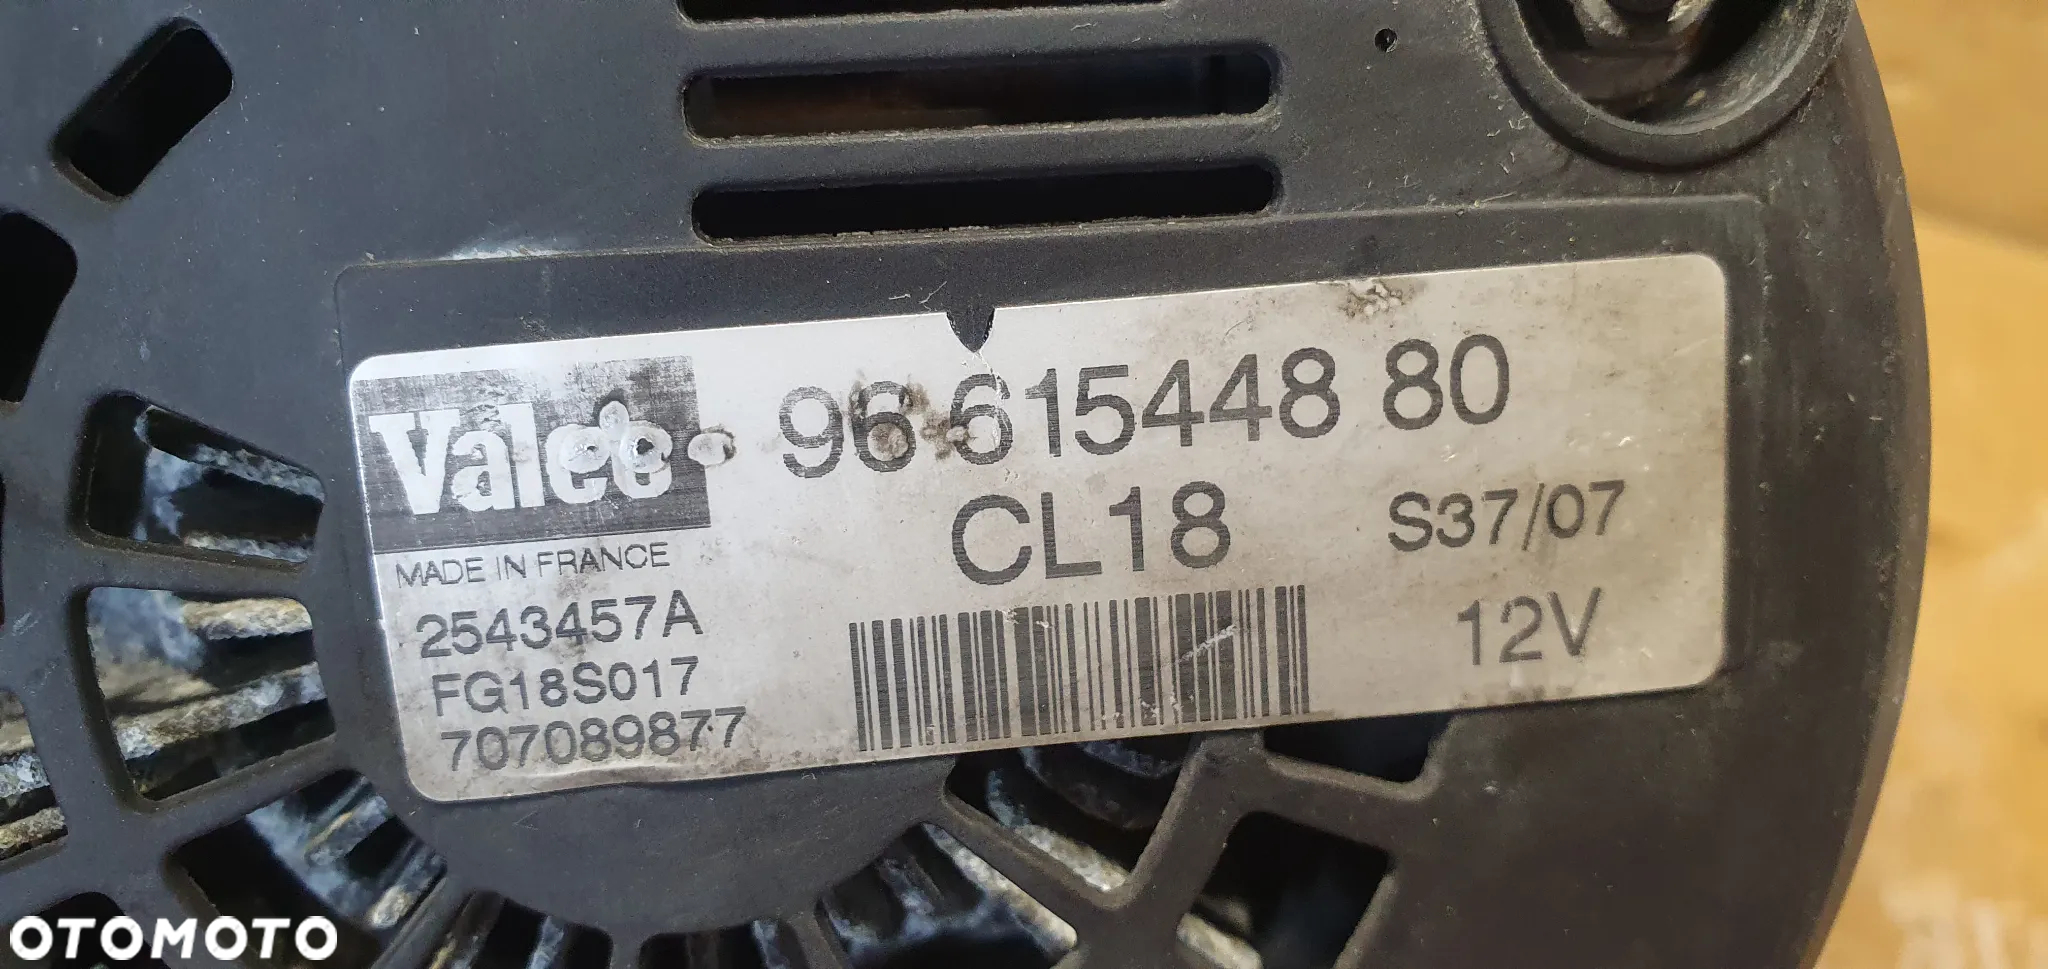 Valeo
96 615448 80
CL18
S37/07
MADE IN FRANCE
2543457A
FG18S017
707089877
12V
OTOMOTO